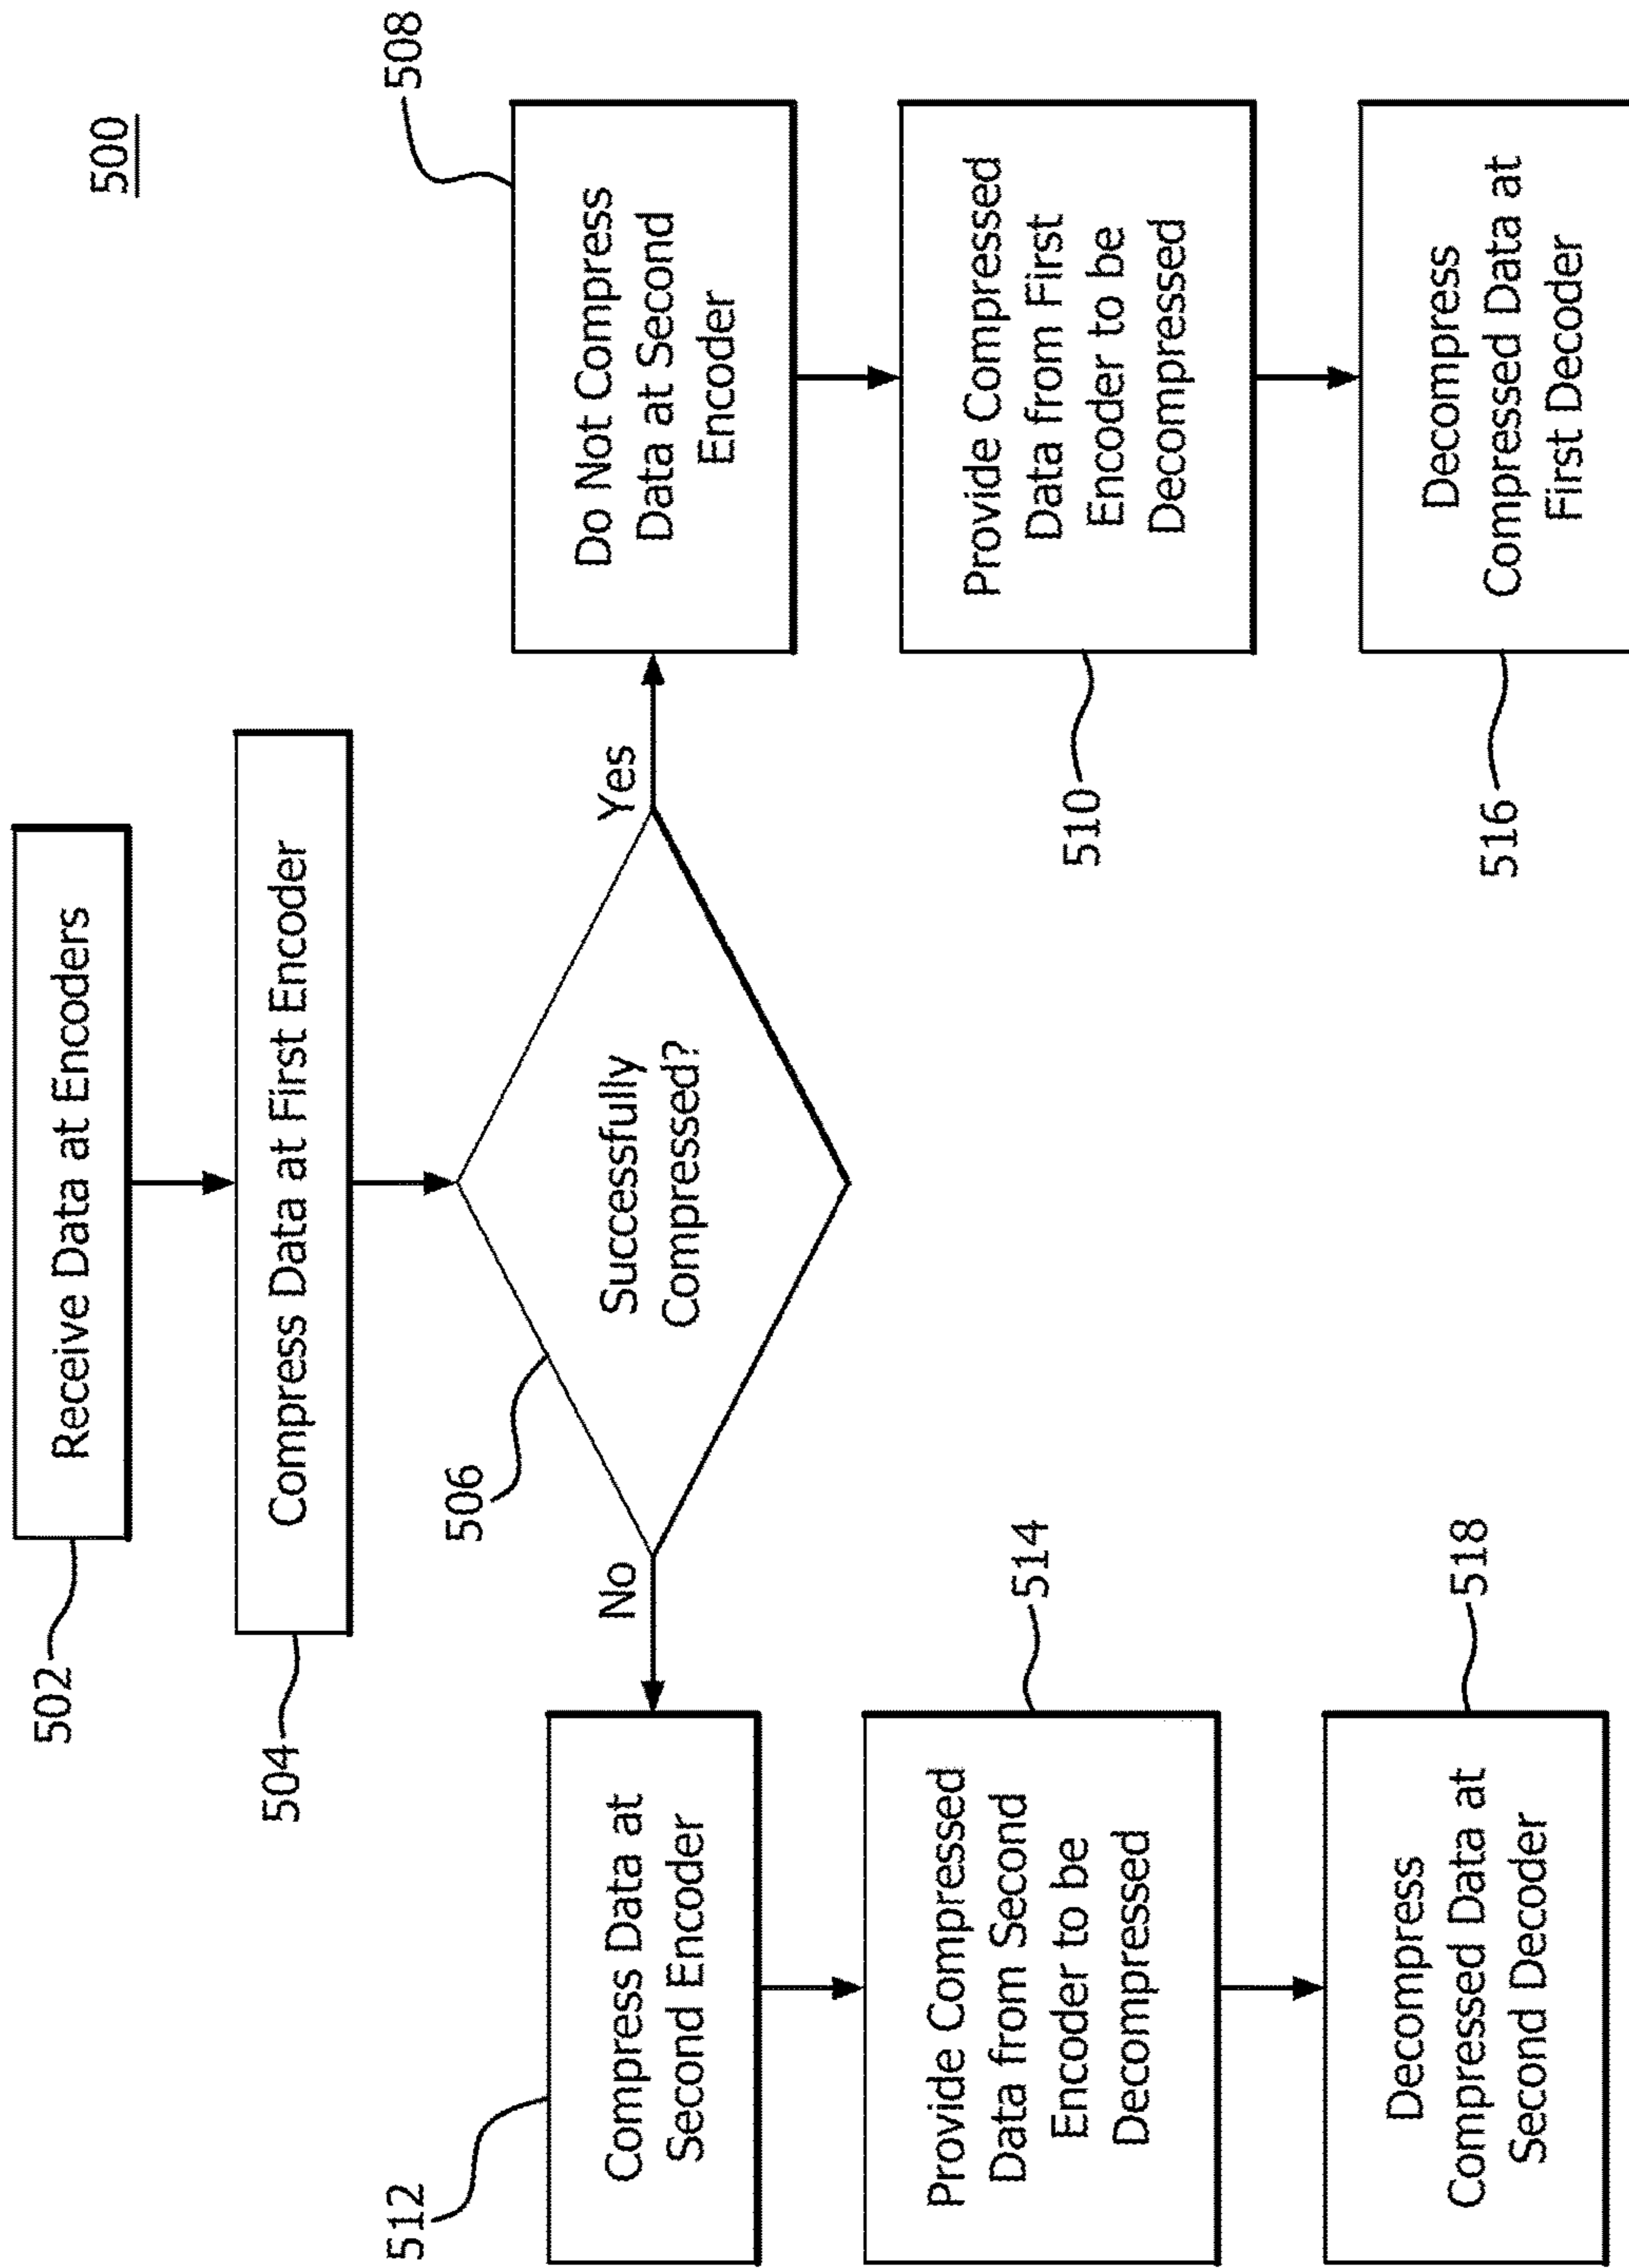 500
502
Receive Data at Encoders
504
Compress Data at First Encoder
506
Successfully
Compressed?
No
Yes
512
Compress Data at
Second Encoder
514
Provide Compressed
Data from Second
Encoder to be
Decompressed
518
Decompress
Compressed Data at
Second Decoder
508
Do Not Compress
Data at Second
Encoder
510
Provide Compressed
Data from First
Encoder to be
Decompressed
516
Decompress
Compressed Data at
First Decoder